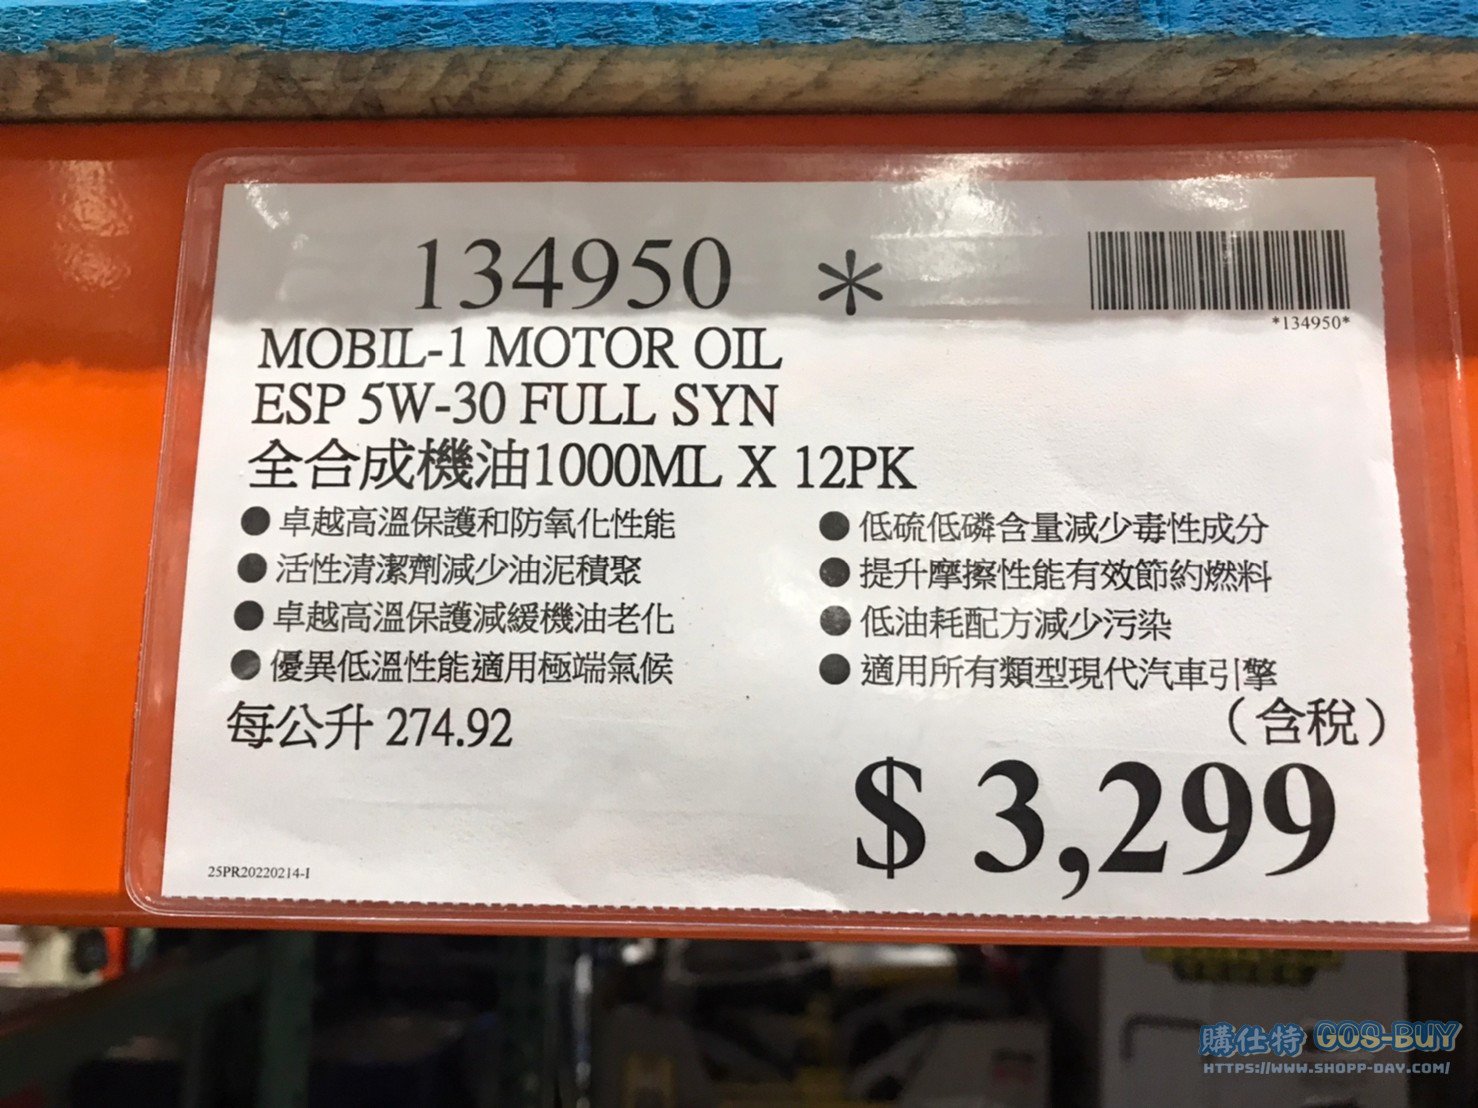 134950 *
*134950*
MOBIL-1 MOTOR OIL
ESP 5W-30 FULL SYN
全合成機油1000ML X 12PK
● 卓越高溫保護和防氧化性能
● 活性清潔劑減少油泥積聚
● 卓越高溫保護減緩機油老化
● 優異低溫性能適用極端氣候
● 低硫低磷含量減少毒性成分
● 提升摩擦性能有效節約燃料
● 低油耗配方減少污染
● 適用所有類型現代汽車引擎
每公升 274.92
（含稅）
$ 3,299
25PR20220214-I
購仕特 GOS-BUY
HTTPS://WWW.SHOPP-DAY.COM/